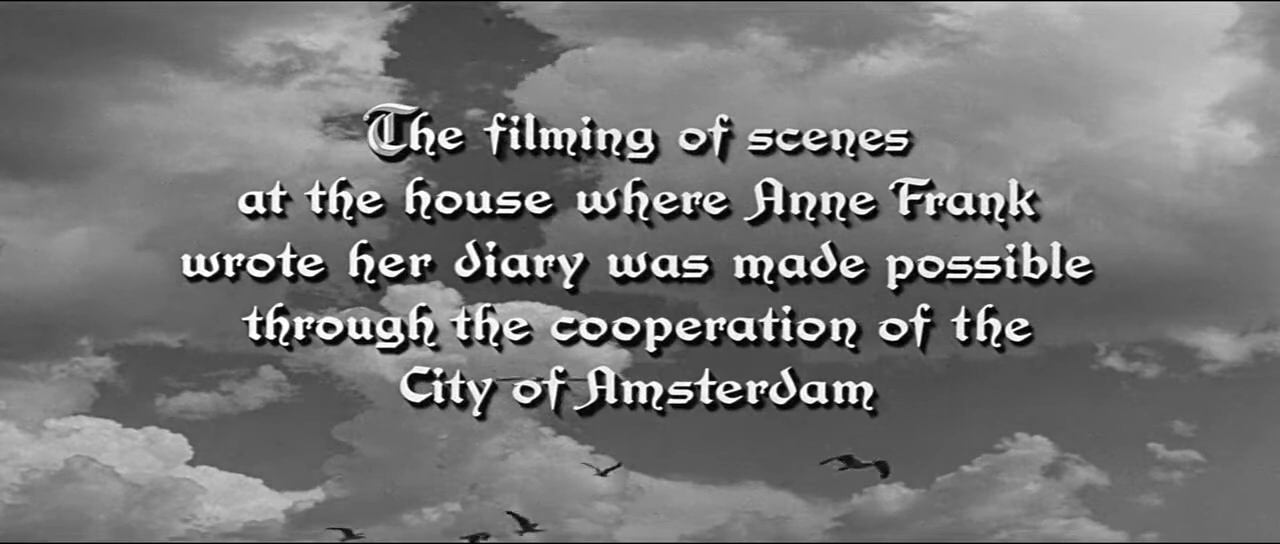 The filming of scenes
at the house where Anne Frank
wrote her diary was made possible
through the cooperation of the
City of Amsterdam